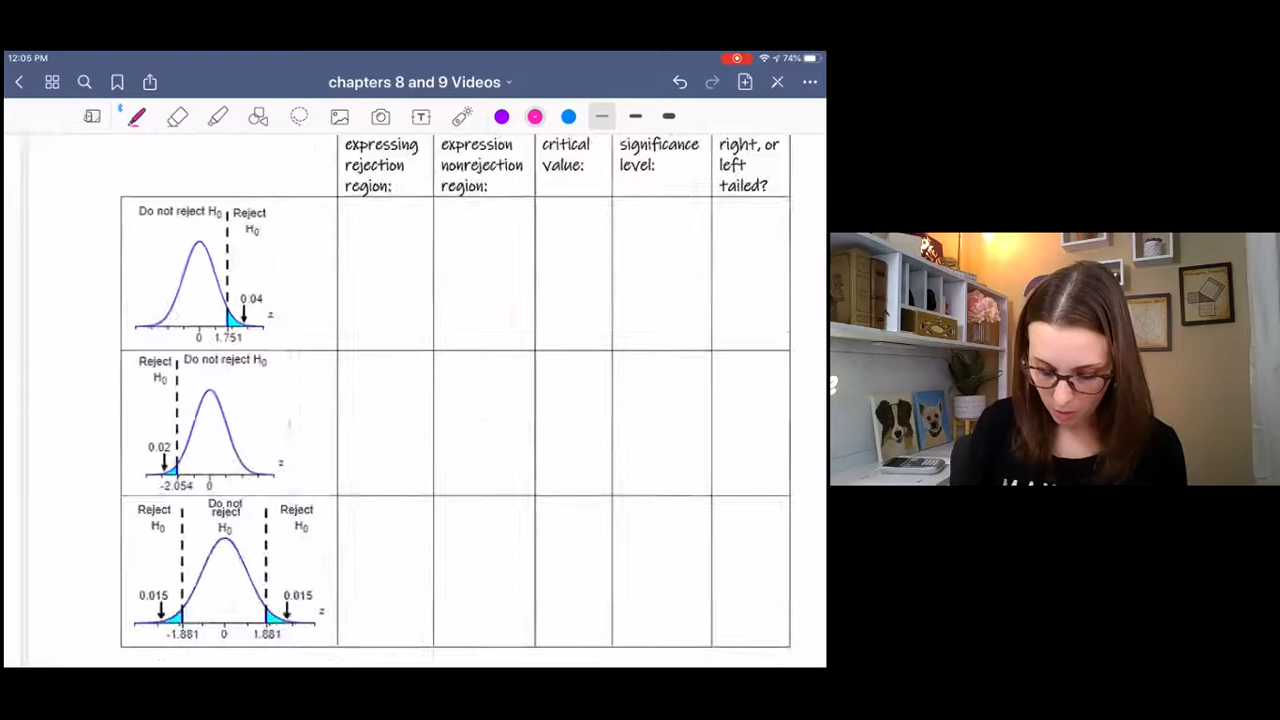 12:05 PM
74%
chapters 8 and 9 Videos
expressing rejection region:
expression nonrejection region:
critical value:
significance level:
right, or left tailed?
Do not reject H₀
Reject H₀
0.04
z
0 1.751
Reject H₀
Do not reject H₀
0.02
z
-2.054 0
Reject H₀
Do not reject H₀
Reject H₀
0.015
0.015
z
-1.881 0 1.881